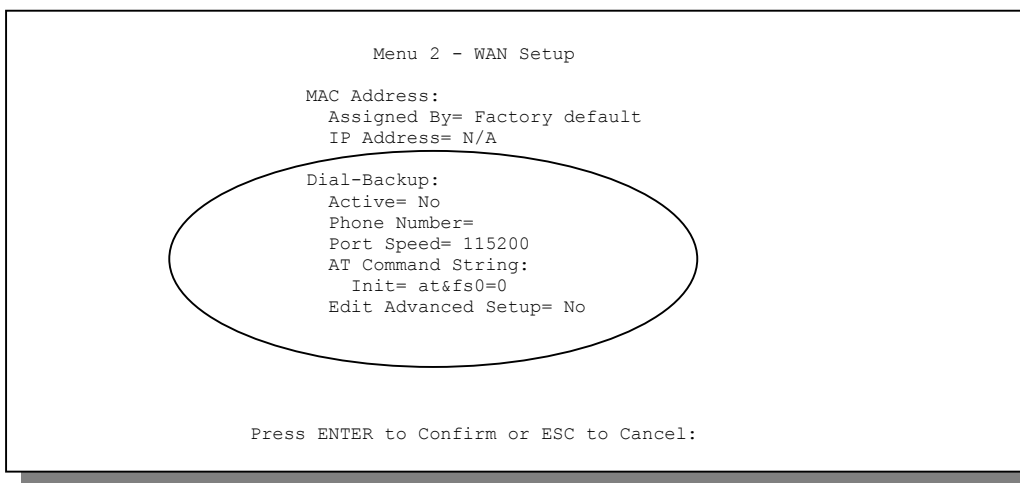 Menu 2 - WAN Setup
MAC Address:
Assigned By= Factory default
IP Address= N/A
Dial-Backup:
Active= No
Phone Number=
Port Speed= 115200
AT Command String:
Init= at&fs0=0
Edit Advanced Setup= No
Press ENTER to Confirm or ESC to Cancel: